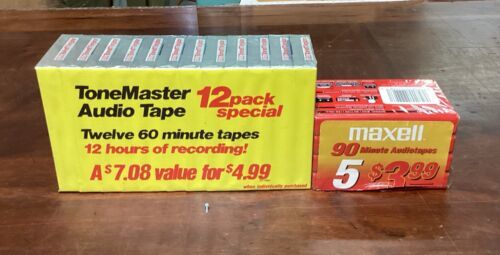 ToneMaster
Audio Tape
12 pack
special
Twelve 60 minute tapes
12 hours of recording!
A $7.08 value for $4.99
when individually purchased
maxell
90 Minute Audiotapes
5 $3.99